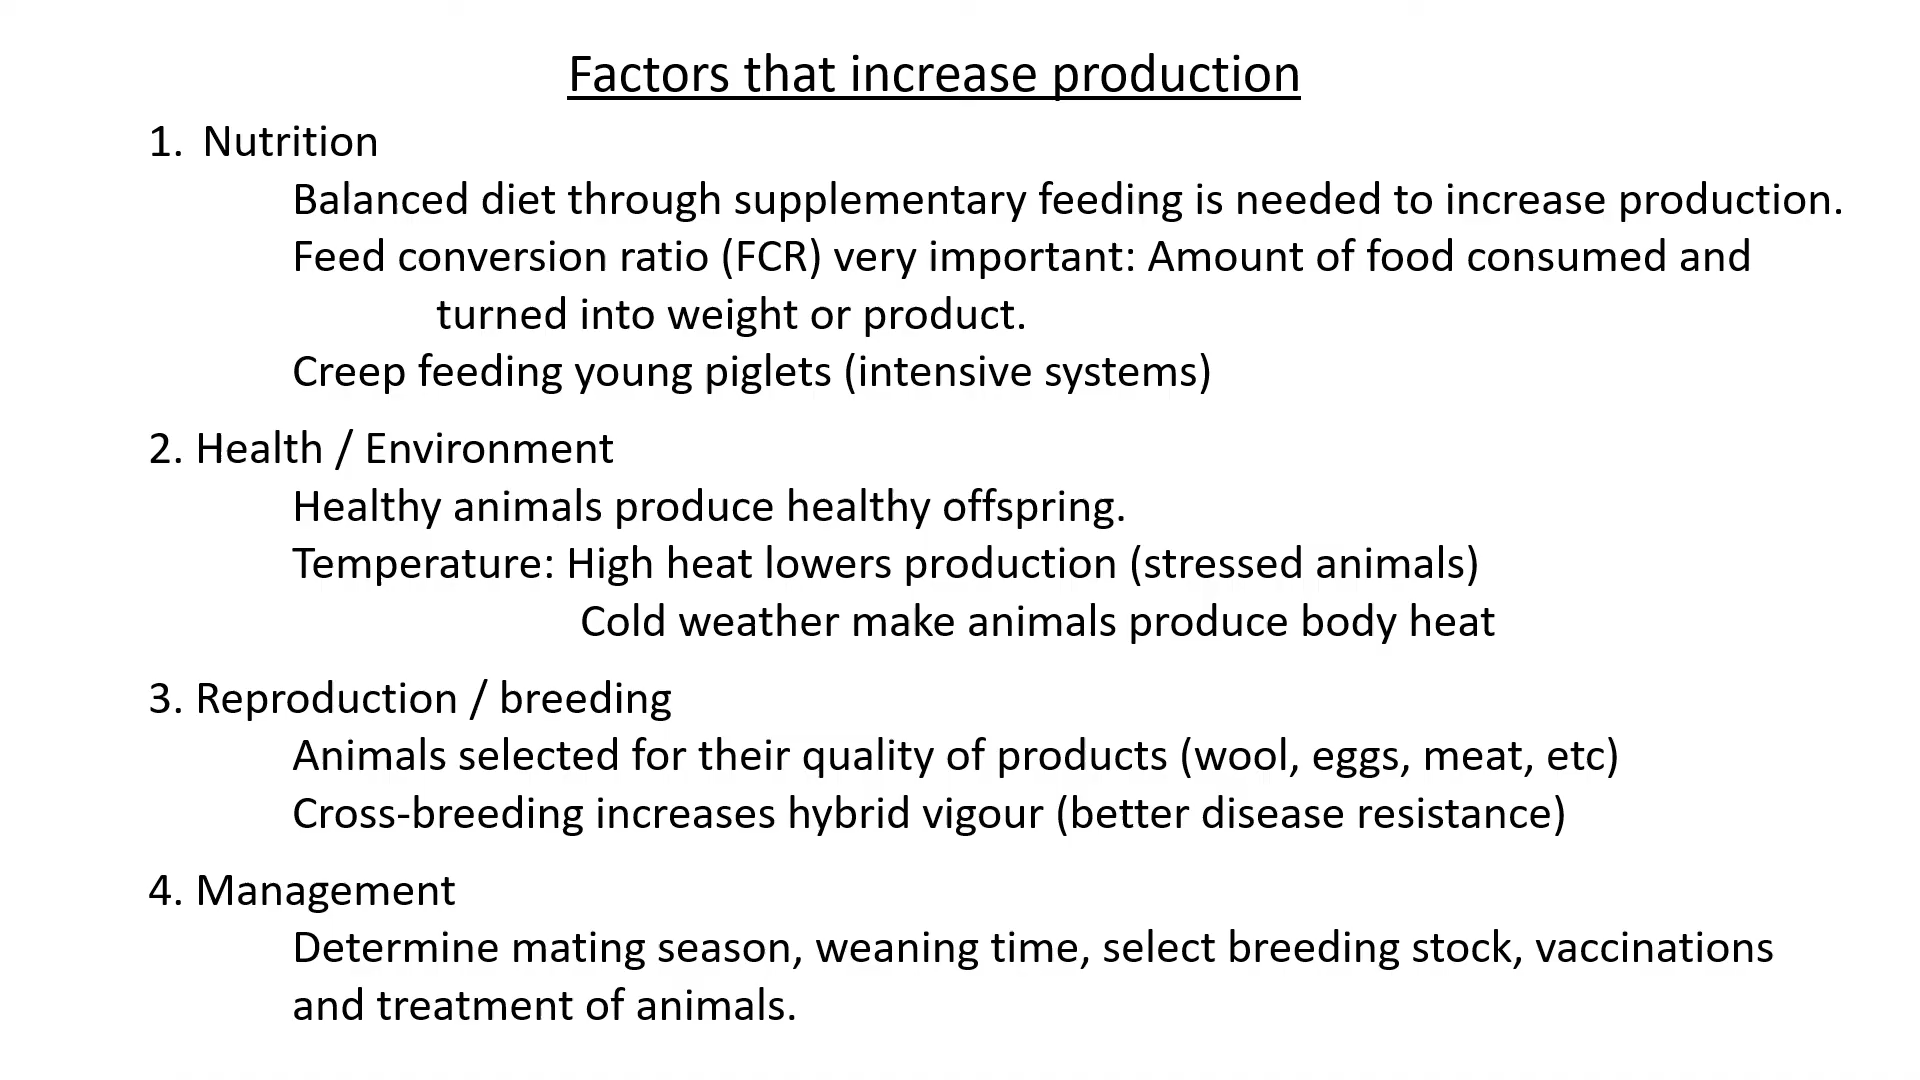 Factors that increase production
1. Nutrition
Balanced diet through supplementary feeding is needed to increase production.
Feed conversion ratio (FCR) very important: Amount of food consumed and
turned into weight or product.
Creep feeding young piglets (intensive systems)
2. Health / Environment
Healthy animals produce healthy offspring.
Temperature: High heat lowers production (stressed animals)
Cold weather make animals produce body heat
3. Reproduction / breeding
Animals selected for their quality of products (wool, eggs, meat, etc)
Cross-breeding increases hybrid vigour (better disease resistance)
4. Management
Determine mating season, weaning time, select breeding stock, vaccinations
and treatment of animals.